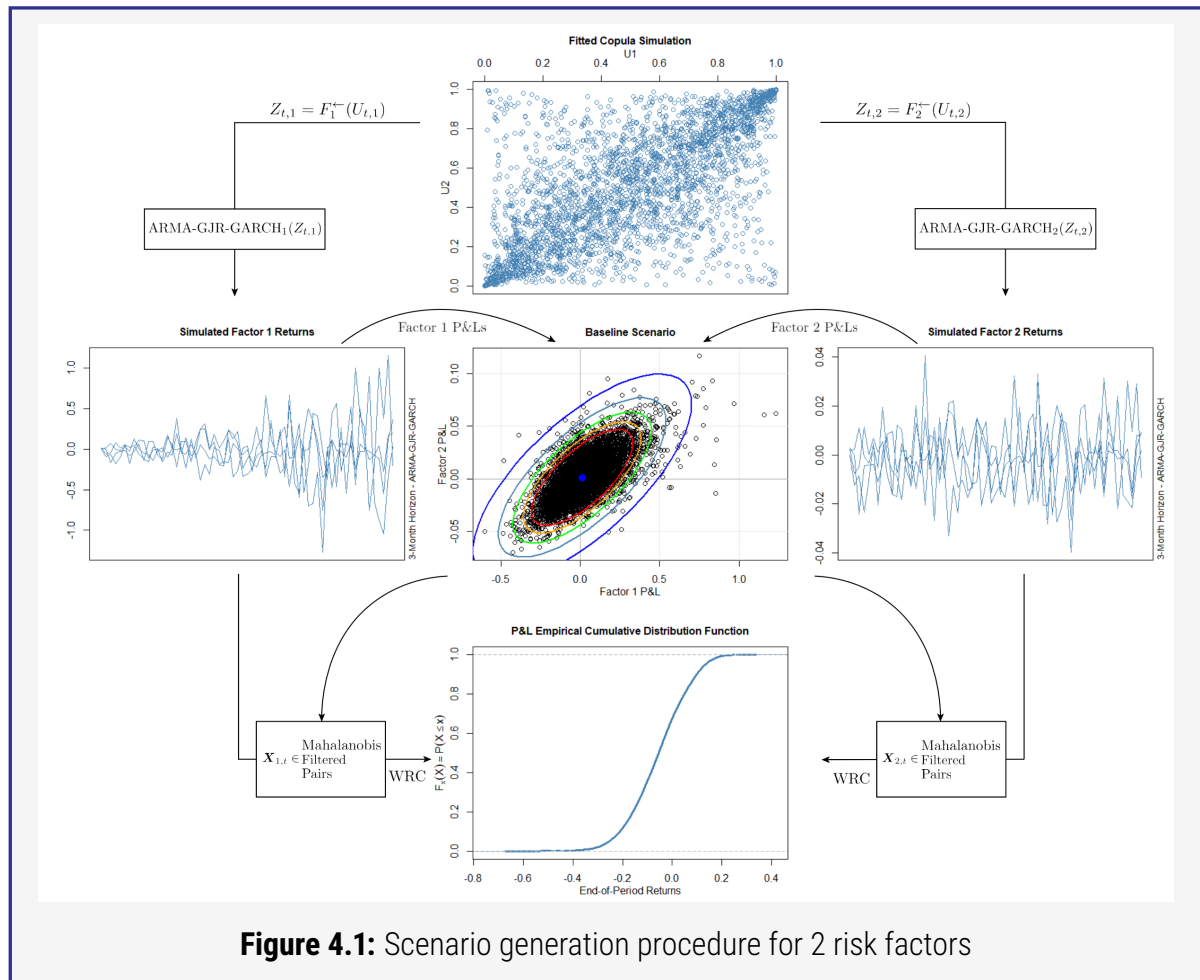 Fitted Copula Simulation
U1
0.0 0.2 0.4 0.6 0.8 1.0
U2
1.0
0.8
0.6
0.4
0.2
0.0
Z_{t,1} = F_1^←(U_{t,1})
Z_{t,2} = F_2^←(U_{t,2})
ARMA-GJR-GARCH_1(Z_{t,1})
ARMA-GJR-GARCH_2(Z_{t,2})
Simulated Factor 1 Returns
1.0
0.5
0.0
-0.5
-1.0
3-Month Horizon - ARMA-GJR-GARCH
Factor 1 P&Ls
Baseline Scenario
Factor 2 P&Ls
Factor 2 P&L
0.10
0.05
0.00
-0.05
-0.5 0.0 0.5 1.0
Factor 1 P&L
Simulated Factor 2 Returns
0.04
0.02
0.00
-0.02
-0.04
3-Month Horizon - ARMA-GJR-GARCH
P&L Empirical Cumulative Distribution Function
F_x(X) = P(X ≤ x)
1.0
0.8
0.6
0.4
0.2
0.0
-0.8 -0.6 -0.4 -0.2 0.0 0.2 0.4
End-of-Period Returns
Mahalanobis
X_{1,t} ∈ Filtered
Pairs
WRC
WRC
Mahalanobis
X_{2,t} ∈ Filtered
Pairs
Figure 4.1: Scenario generation procedure for 2 risk factors